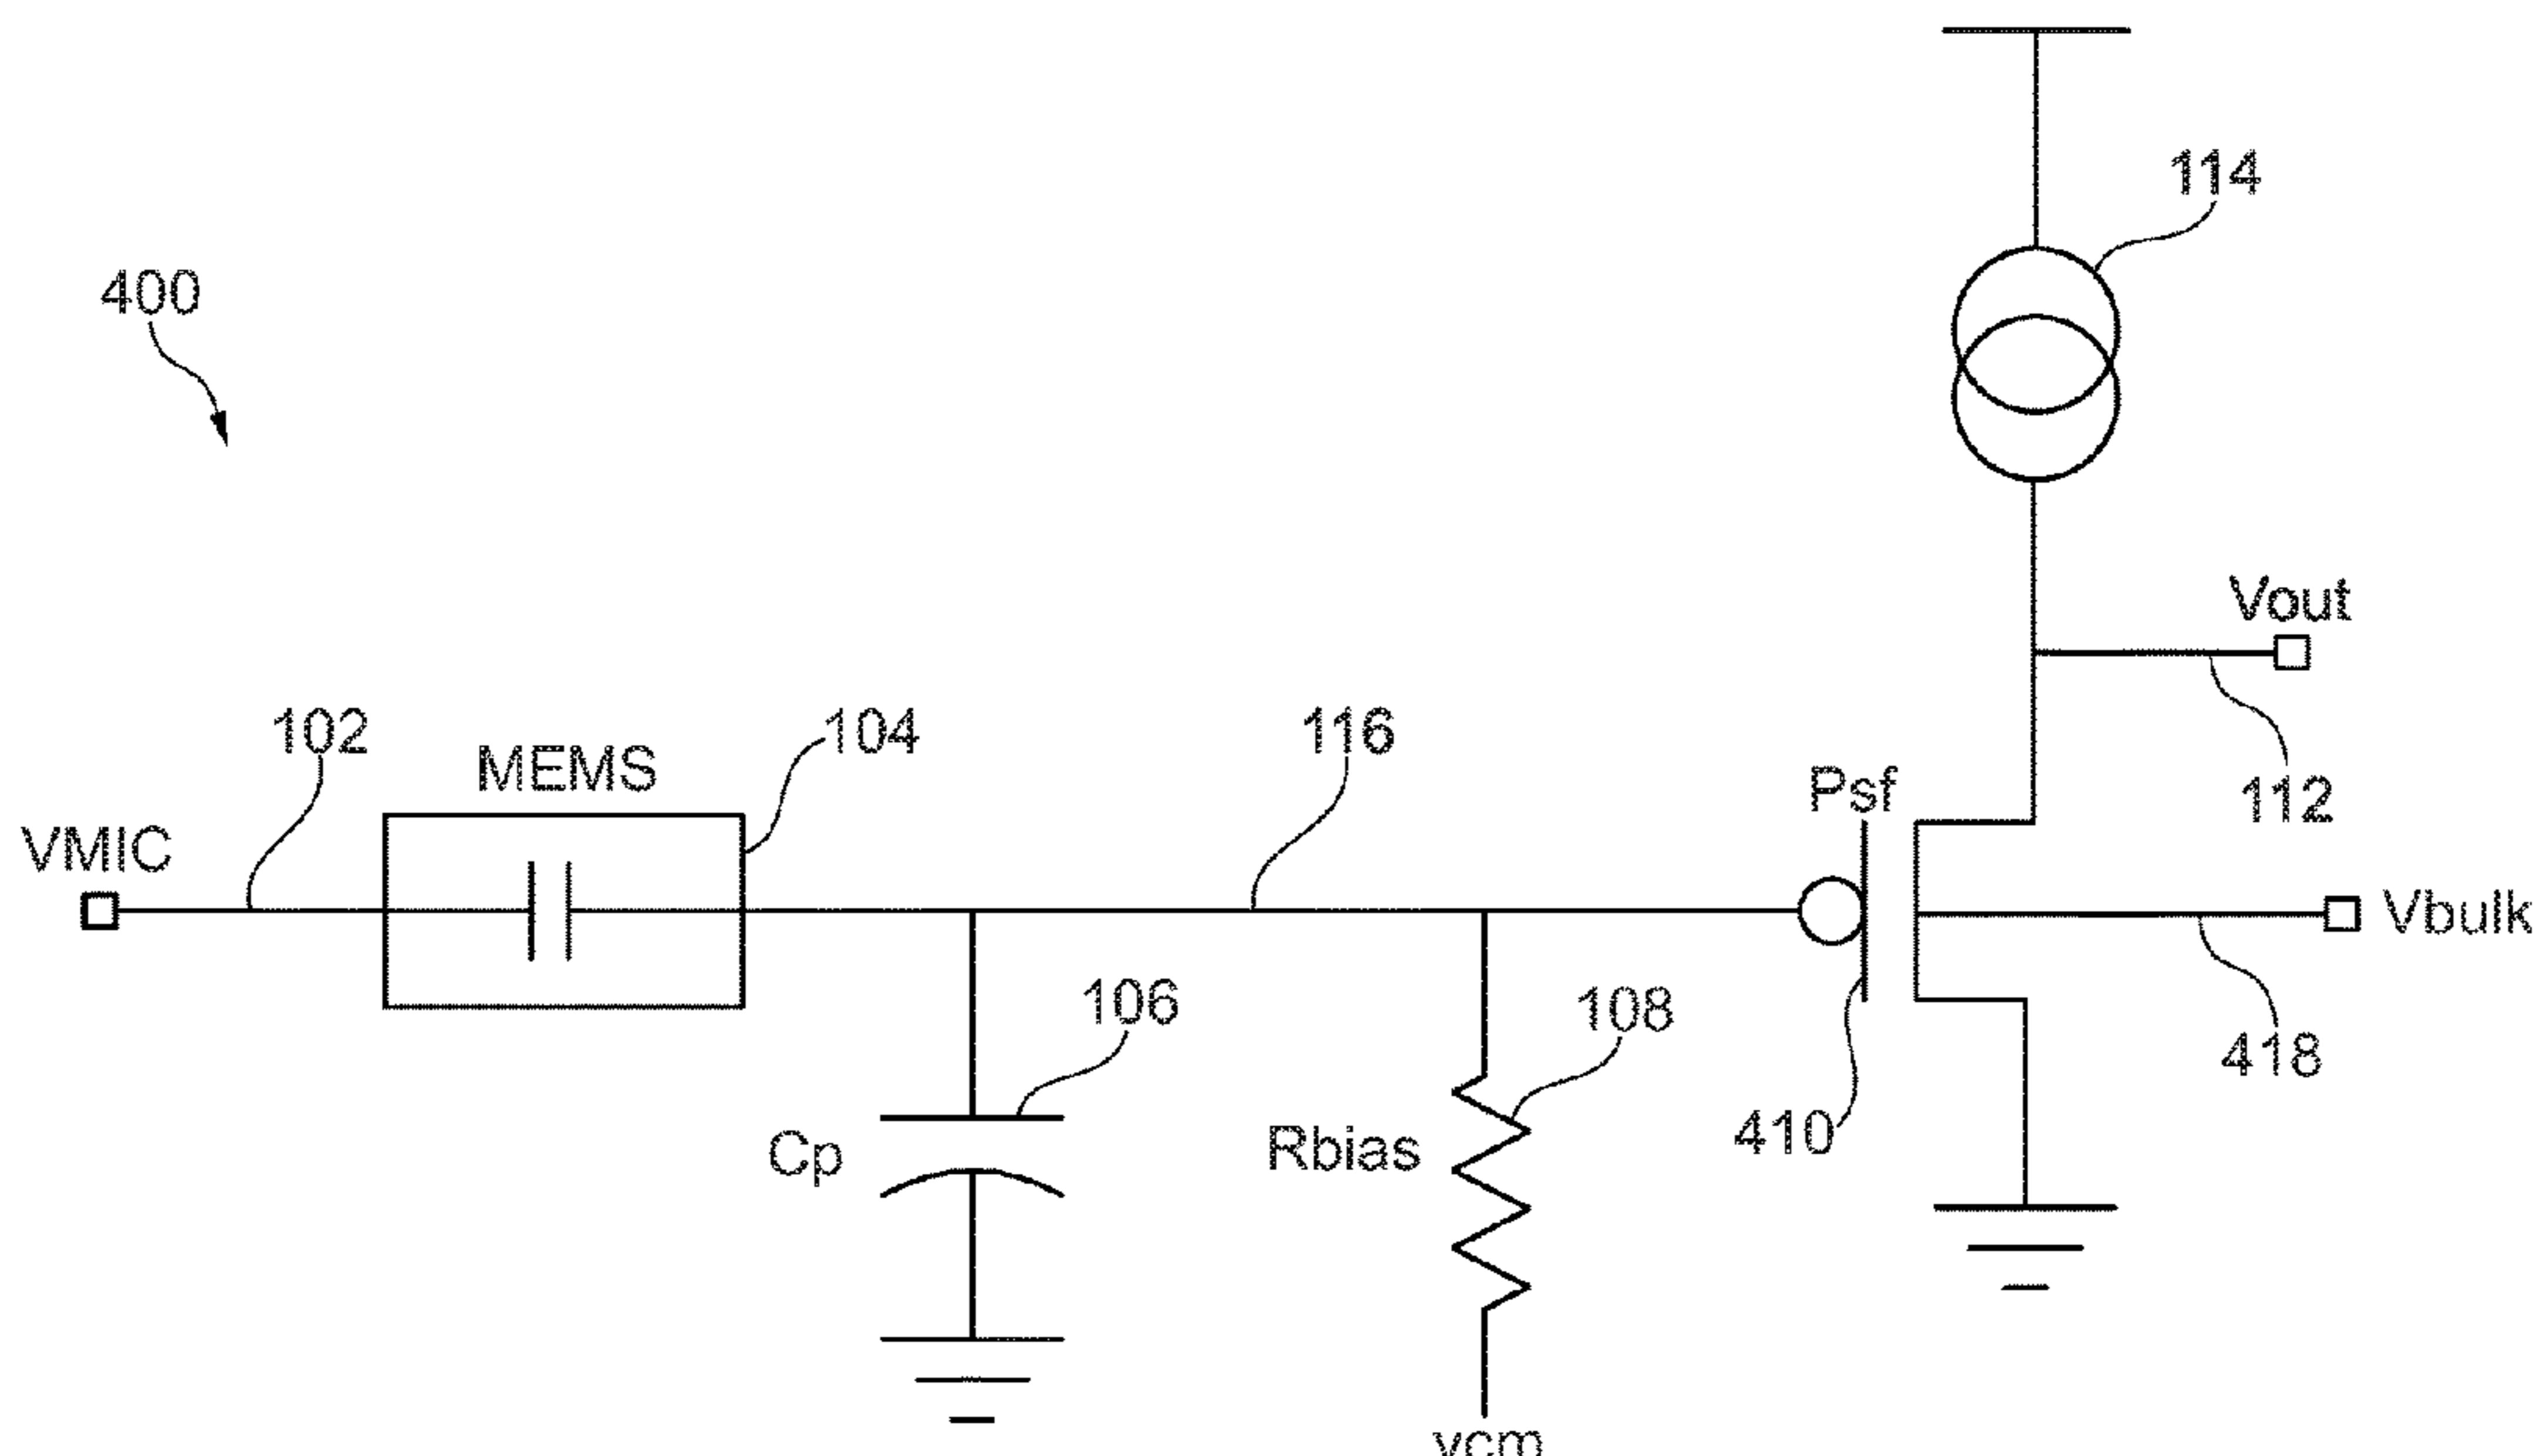 114
400
Vout
102
MEMS
104
116
Psf
112
VMIC
Vbulk
106
108
418
410
Cp
Rbias
vcm